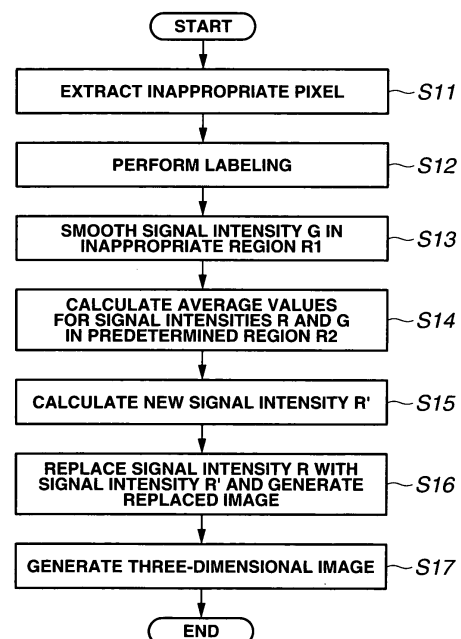 START
EXTRACT INAPPROPRIATE PIXEL
S11
PERFORM LABELING
S12
SMOOTH SIGNAL INTENSITY G IN
INAPPROPRIATE REGION R1
S13
CALCULATE AVERAGE VALUES
FOR SIGNAL INTENSITIES R AND G
IN PREDETERMINED REGION R2
S14
CALCULATE NEW SIGNAL INTENSITY R'
S15
REPLACE SIGNAL INTENSITY R WITH
SIGNAL INTENSITY R' AND GENERATE
REPLACED IMAGE
S16
GENERATE THREE-DIMENSIONAL IMAGE
S17
END